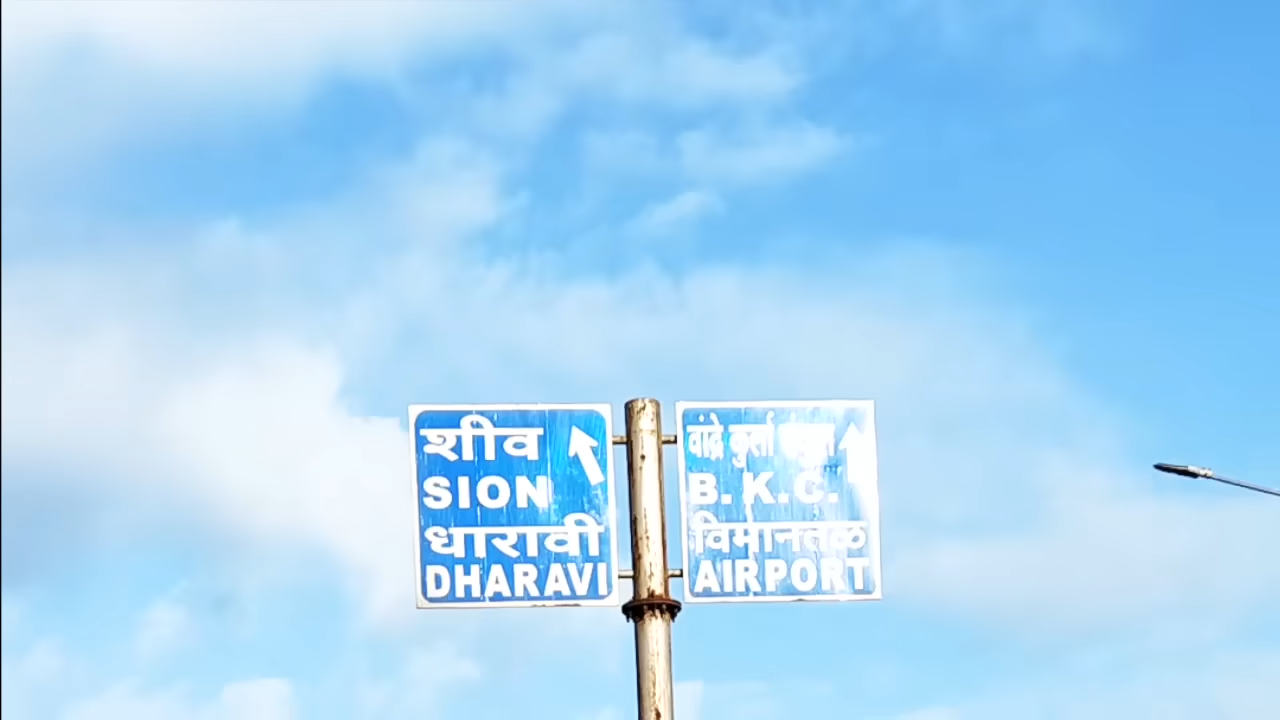 शीव
SION
धारावी
DHARAVI
वांद्रे कुर्ला
B. K. C.
विमानतळ
AIRPORT